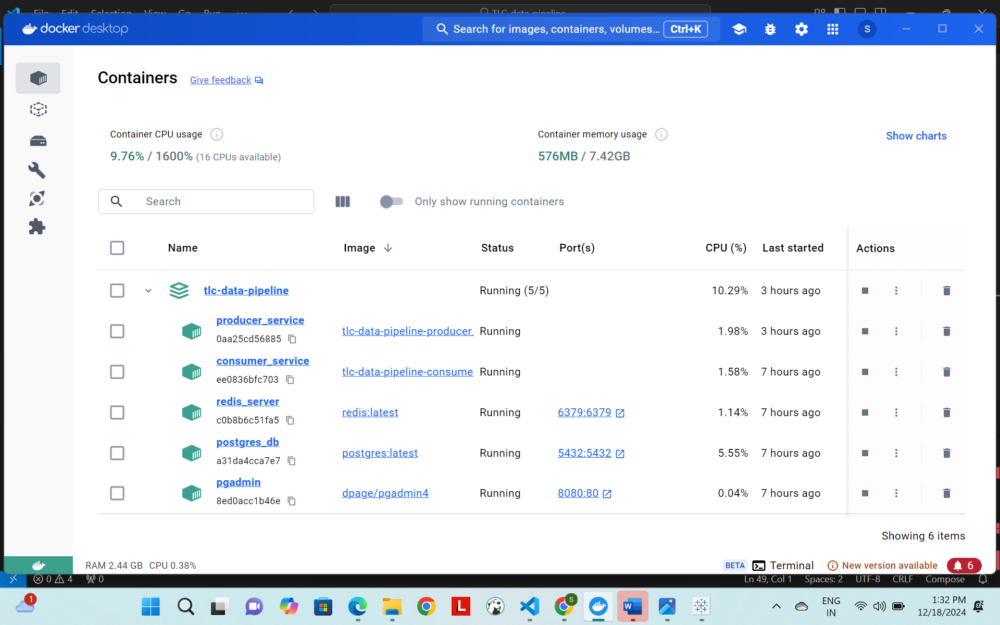 File Edit Selection View Go Run ... TLC_data_pipeline
docker desktop
Search for images, containers, volumes... Ctrl+K
S
Containers Give feedback
Container CPU usage
9.76% / 1600% (16 CPUs available)
Container memory usage
576MB / 7.42GB
Show charts
Search
Only show running containers
Name Image Status Port(s) CPU (%) Last started Actions
tlc-data-pipeline Running (5/5) 10.29% 3 hours ago
producer_service
0aa25cd56885
tlc-data-pipeline-producer_ Running 1.98% 3 hours ago
consumer_service
ee0836bfc703
tlc-data-pipeline-consume Running 1.58% 7 hours ago
redis_server
c0b8b6c51fa5
redis:latest Running 6379:6379 1.14% 7 hours ago
postgres_db
a31da4cca7e7
postgres:latest Running 5432:5432 5.55% 7 hours ago
pgadmin
8ed0acc1b46e
dpage/pgadmin4 Running 8080:80 0.04% 7 hours ago
Showing 6 items
RAM 2.44 GB CPU 0.38%
BETA Terminal New version available 6
0 4 0 Ln 49, Col 1 Spaces: 2 UTF-8 CRLF Compose
1
L
S
W
ENG
IN
1:32 PM
12/18/2024